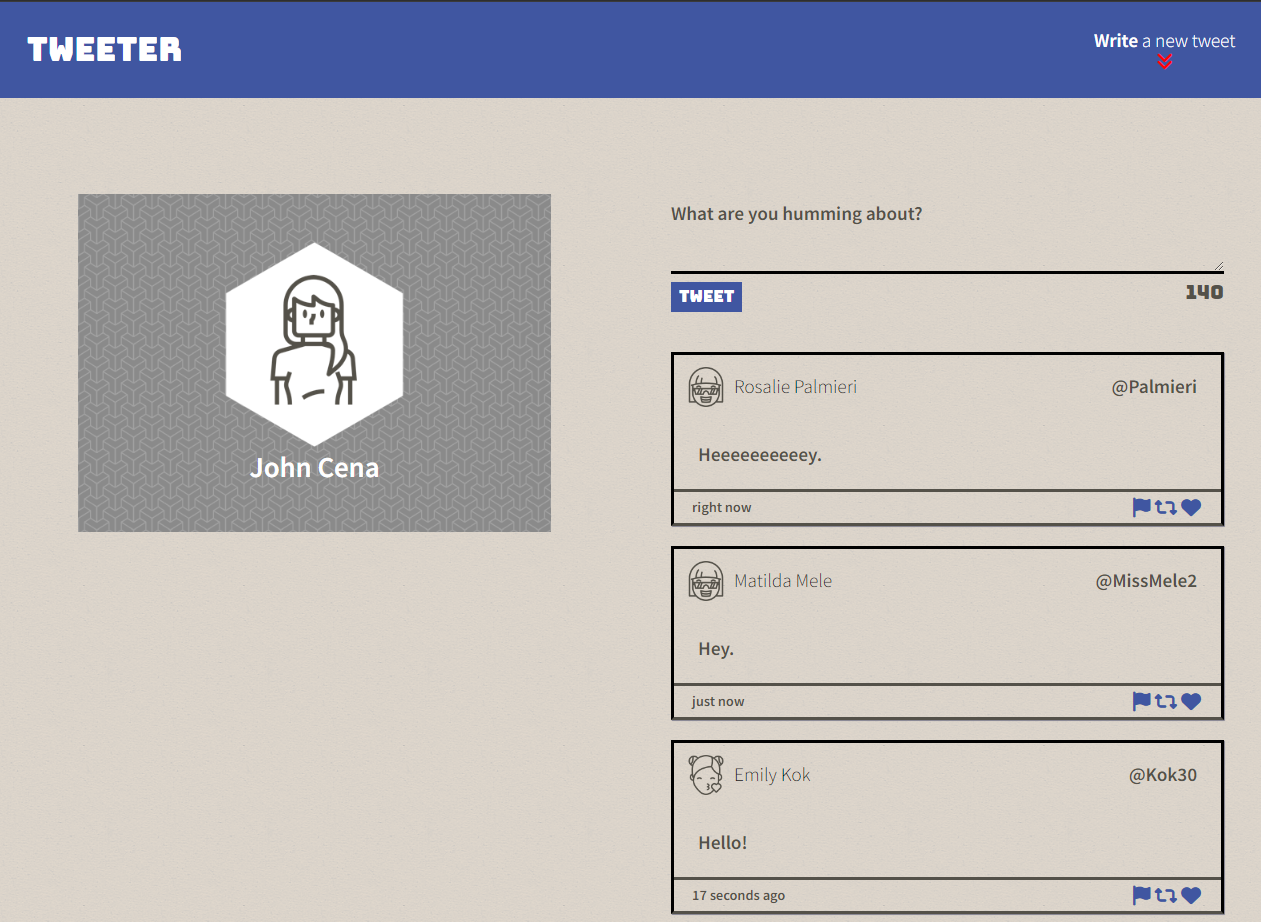 TWEETER
Write a new tweet
John Cena
What are you humming about?
TWEET
140
Rosalie Palmieri
@Palmieri
Heeeeeeeeeey.
right now
Matilda Mele
@MissMele2
Hey.
just now
Emily Kok
@Kok30
Hello!
17 seconds ago